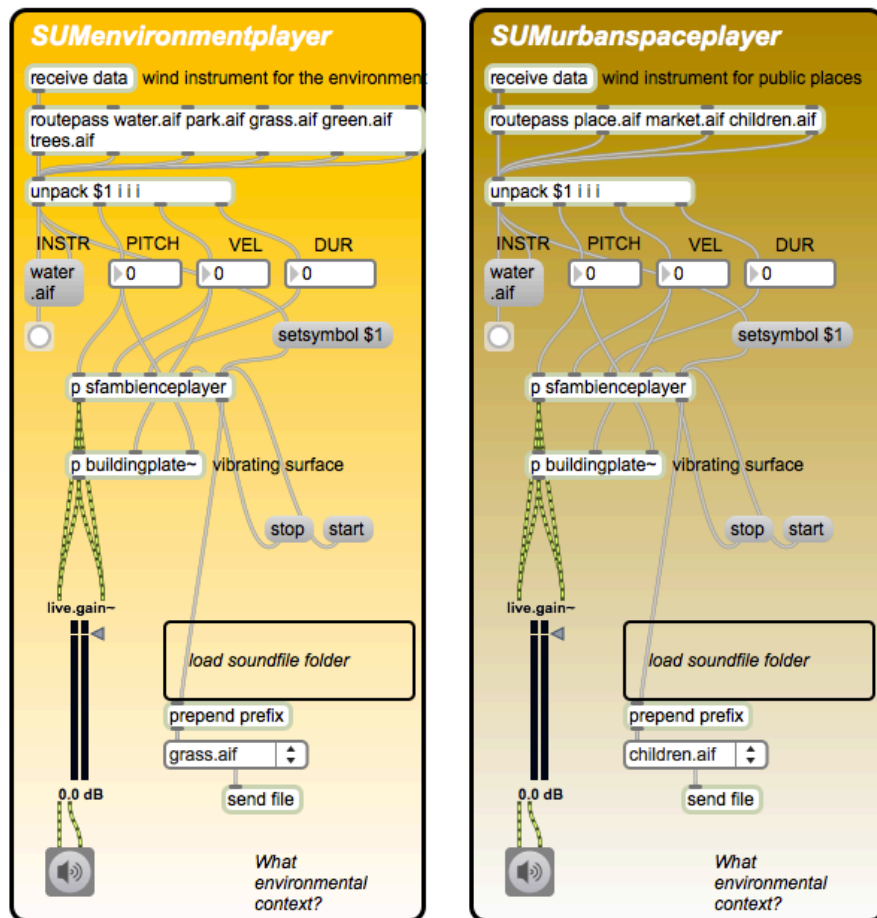 SUMenvironmentplayer
receive data wind instrument for the environment
routepass water.aif park.aif grass.aif green.aif
trees.aif
unpack $1 i i i
INSTR PITCH VEL DUR
water
.aif
0 0 0
setsymbol $1
p sfambienceplayer
p buildingplate~ vibrating surface
stop start
live.gain~
load soundfile folder
prepend prefix
grass.aif
0.0 dB
send file
What
environmental
context?
SUMurbanspaceplayer
receive data wind instrument for public places
routepass place.aif market.aif children.aif
unpack $1 i i i
INSTR PITCH VEL DUR
water
.aif
0 0 0
setsymbol $1
p sfambienceplayer
p buildingplate~ vibrating surface
stop start
live.gain~
load soundfile folder
prepend prefix
children.aif
0.0 dB
send file
What
environmental
context?